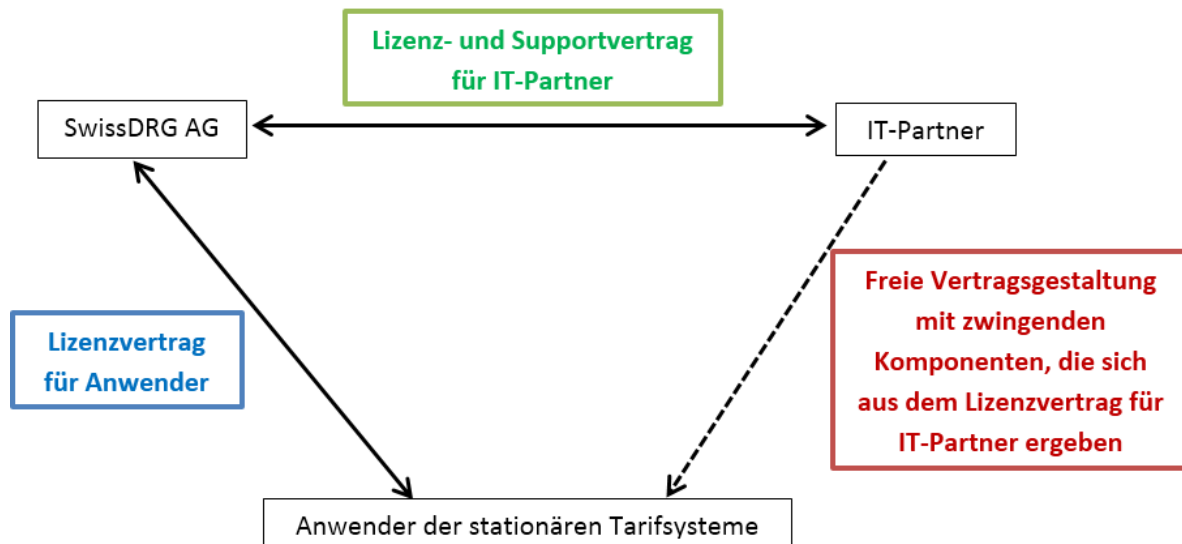 Lizenz- und Supportvertrag
für IT-Partner
SwissDRG AG
IT-Partner
Freie Vertragsgestaltung
mit zwingenden
Komponenten, die sich
aus dem Lizenzvertrag für
IT-Partner ergeben
Lizenzvertrag
für Anwender
Anwender der stationären Tarifsysteme